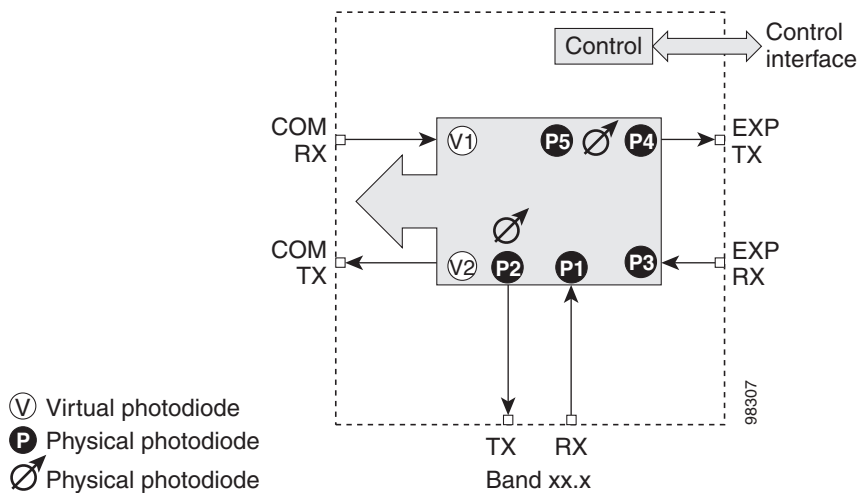 Control
Control
interface
COM
RX
V1
P5
P4
EXP
TX
COM
TX
V2
P2
P1
P3
EXP
RX
V Virtual photodiode
P Physical photodiode
Physical photodiode
TX
RX
Band xx.x
98307